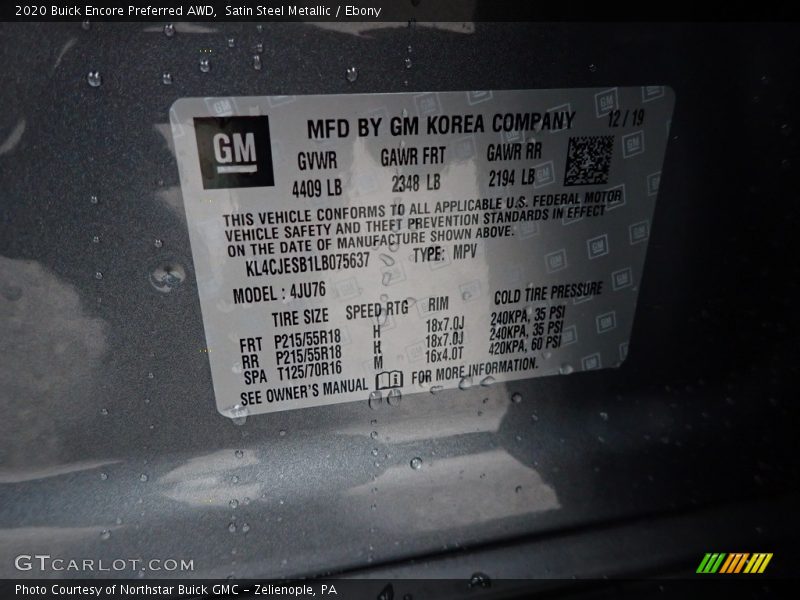 2020 Buick Encore Preferred AWD,  Satin Steel Metallic / Ebony
GM
MFD BY GM KOREA COMPANY 12/19
GVWR GAWR FRT GAWR RR
4409 LB 2348 LB 2194 LB
THIS VEHICLE CONFORMS TO ALL APPLICABLE U.S. FEDERAL MOTOR
VEHICLE SAFETY AND THEFT PREVENTION STANDARDS IN EFFECT
ON THE DATE OF MANUFACTURE SHOWN ABOVE.
KL4CJESB1LB075637 TYPE: MPV
MODEL: 4JU76
TIRE SIZE SPEED RTG RIM COLD TIRE PRESSURE
FRT P215/55R18 H 18x7.0J 240KPA, 35 PSI
RR P215/55R18 H 18x7.0J 240KPA, 35 PSI
SPA T125/70R16 M 16x4.0T 420KPA, 60 PSI
SEE OWNER'S MANUAL FOR MORE INFORMATION.
GTCARLOT.COM
Photo Courtesy of Northstar Buick GMC – Zelienople, PA